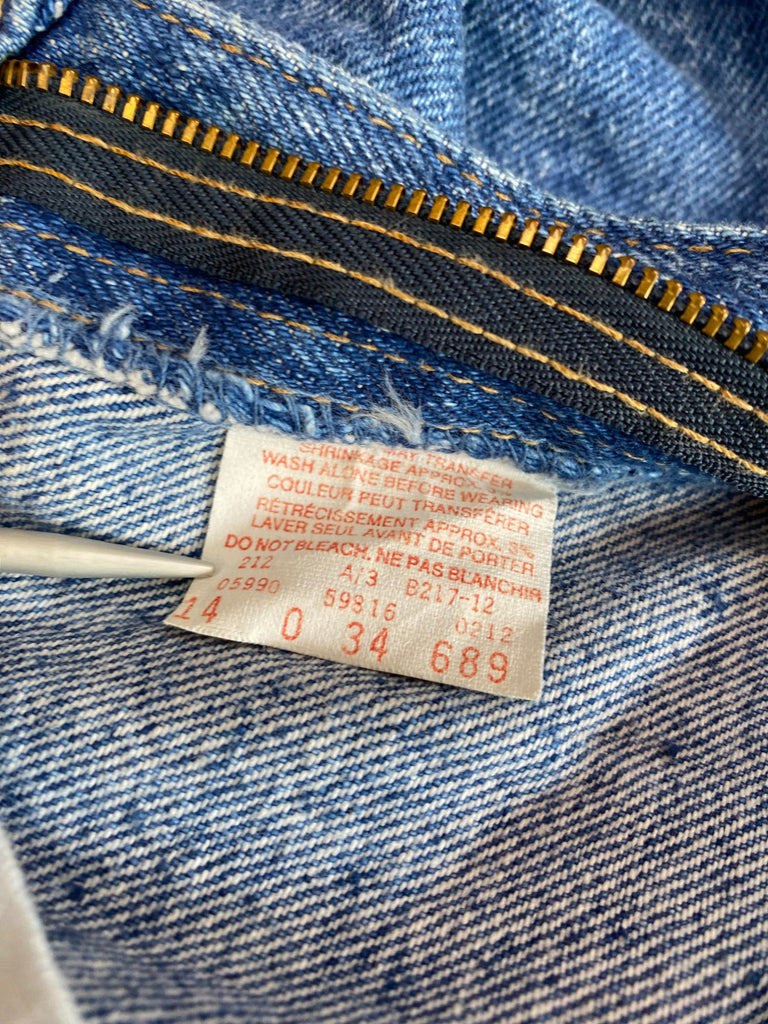 TRANSFER
SHRINKAGE APPROX.
WASH ALONE BEFORE WEARING
COULEUR PEUT TRANSFÉRER
RÉTRÉCISSEMENT APPROX. 3%
LAVER SEUL AVANT DE PORTER
DO NOT BLEACH. NE PAS BLANCHIR
212 A/3 B217-12
05990 59816 0212
14 0 34 689